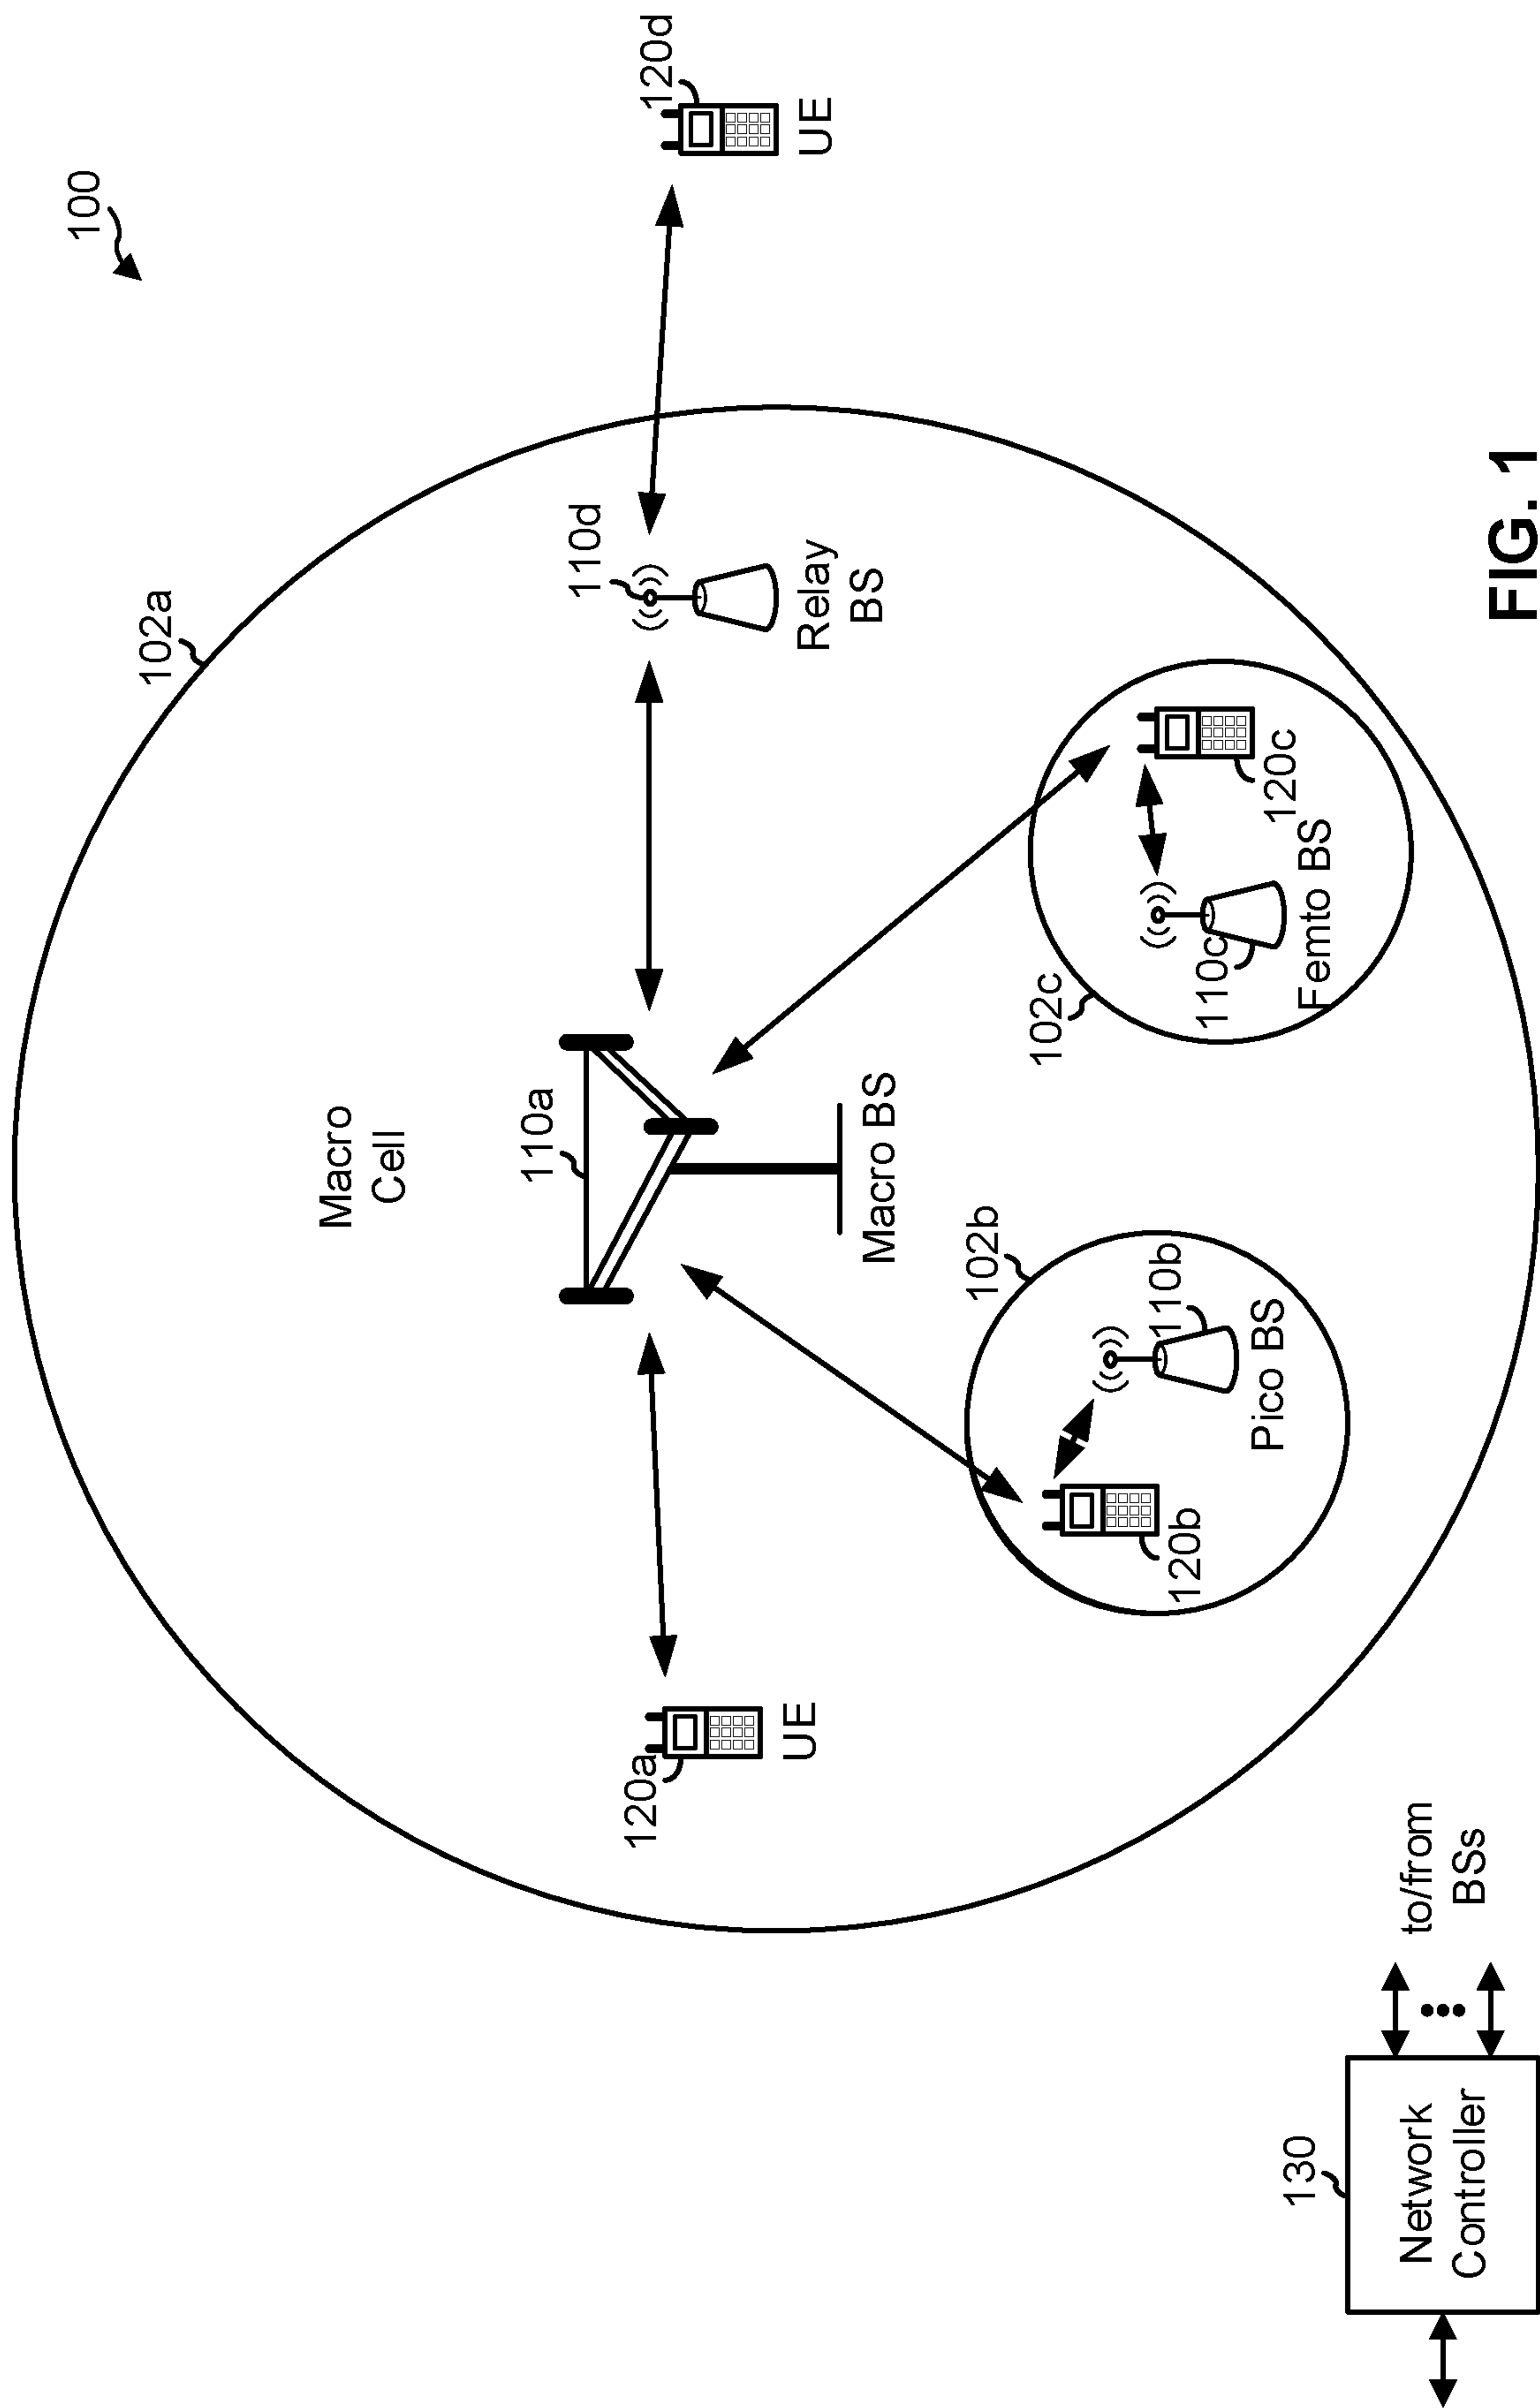 100
102a
Macro
Cell
110a
110d
120d
120a
UE
Macro BS
Relay
BS
UE
102b
102c
120b
110b
Pico BS
110c
120c
Femto BS
130
Network
Controller
to/from
BSs
FIG. 1